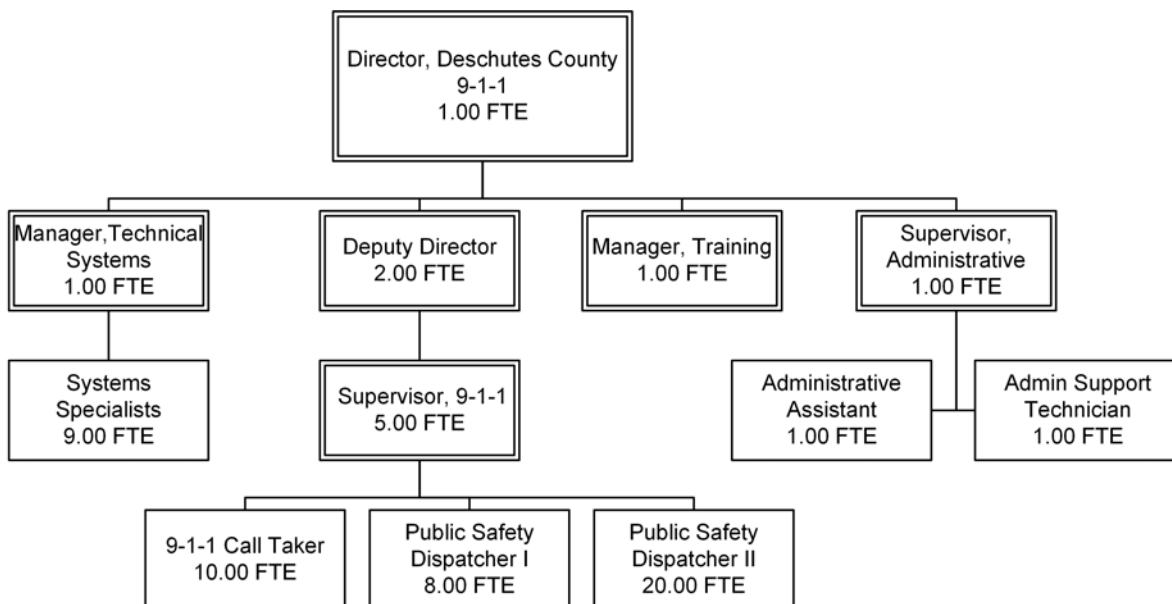 Director, Deschutes County
9-1-1
1.00 FTE
Manager,Technical
Systems
1.00 FTE
Deputy Director
2.00 FTE
Manager, Training
1.00 FTE
Supervisor,
Administrative
1.00 FTE
Systems
Specialists
9.00 FTE
Supervisor, 9-1-1
5.00 FTE
Administrative
Assistant
1.00 FTE
Admin Support
Technician
1.00 FTE
9-1-1 Call Taker
10.00 FTE
Public Safety
Dispatcher I
8.00 FTE
Public Safety
Dispatcher II
20.00 FTE